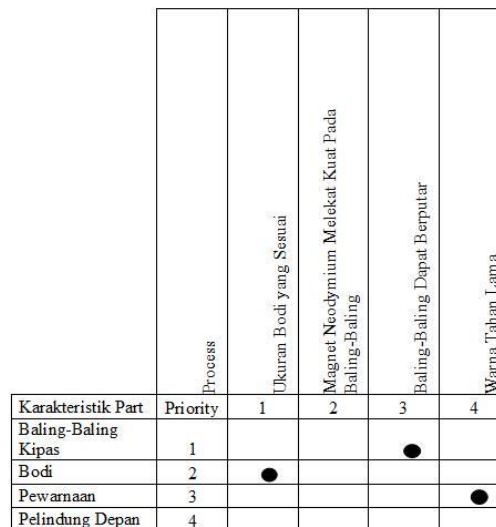 Process
Ukuran Bodi yang Sesuai
Magnet Neodymium Melekat Kuat Pada
Baling-Baling
Baling-Baling Dapat Berputar
Warna Tahan Lama
Karakteristik Part Priority 1 2 3 4
Baling-Baling
Kipas 1
Bodi 2
Pewarnaan 3
Pelindung Depan 4